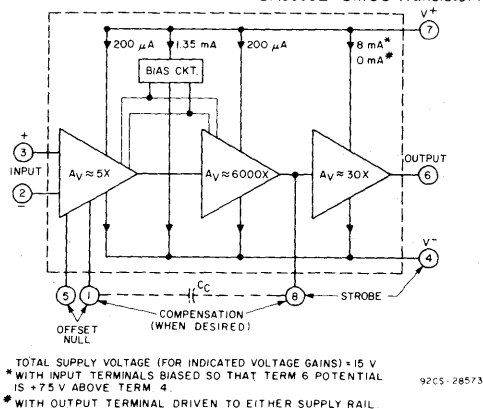 V+
7
200 µA
1.35 mA
200 µA
8 mA*
0 mA#
BIAS CKT.
+
3
INPUT
2
–
AV ≈ 5X
AV ≈ 6000X
AV ≈ 30X
OUTPUT
6
V–
4
CC
5
1
8
STROBE
OFFSET
NULL
COMPENSATION
(WHEN DESIRED)
TOTAL SUPPLY VOLTAGE (FOR INDICATED VOLTAGE GAINS) = 15 V
* WITH INPUT TERMINALS BIASED SO THAT TERM 6 POTENTIAL
IS +7.5 V ABOVE TERM 4.
# WITH OUTPUT TERMINAL DRIVEN TO EITHER SUPPLY RAIL.
92CS-28573